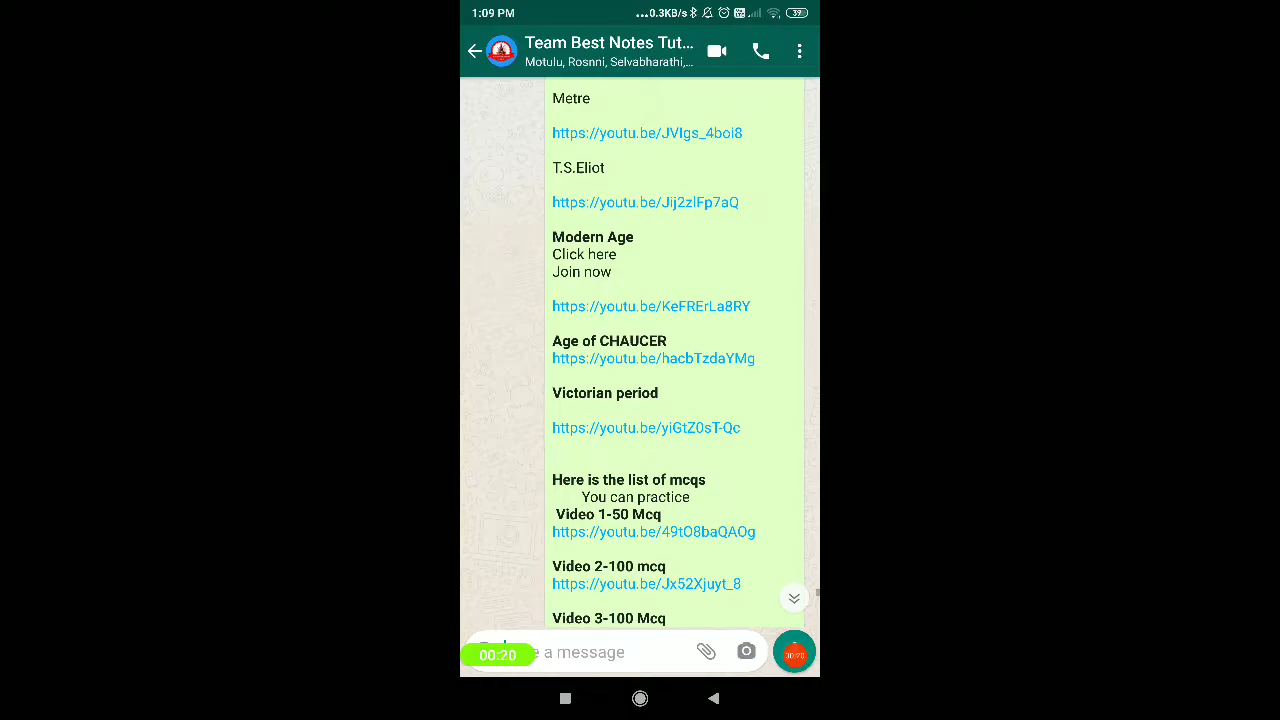 1:09 PM
...0.3KB/s
39
Team Best Notes Tut...
Motulu, Rosnni, Selvabharathi,...
Metre
https://youtu.be/JVIgs_4boi8
T.S.Eliot
https://youtu.be/Jij2zlFp7aQ
Modern Age
Click here
Join now
https://youtu.be/KeFRErLa8RY
Age of CHAUCER
https://youtu.be/hacbTzdaYMg
Victorian period
https://youtu.be/yiGtZ0sT-Qc
Here is the list of mcqs
You can practice
Video 1-50 Mcq
https://youtu.be/49tO8baQAOg
Video 2-100 mcq
https://youtu.be/Jx52Xjuyt_8
Video 3-100 Mcq
00:20
e a message
00:20